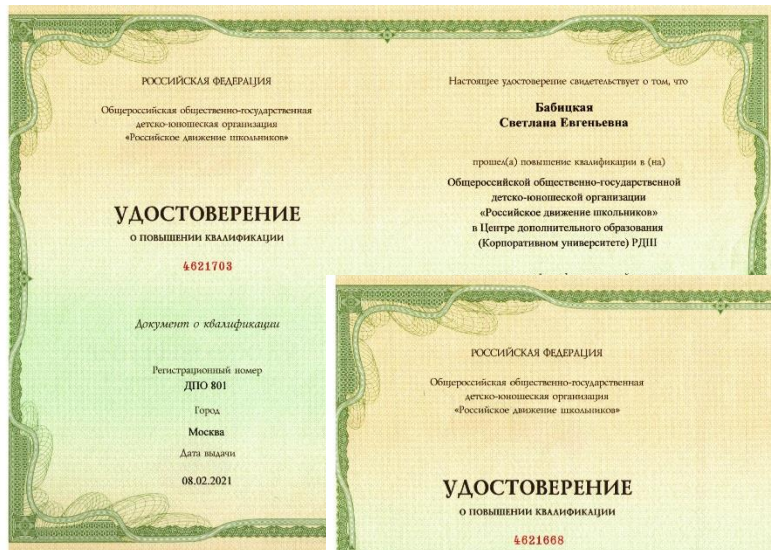 РОССИЙСКАЯ ФЕДЕРАЦИЯ
Общероссийская общественно-государственная
детско-юношеская организация
«Российское движение школьников»
УДОСТОВЕРЕНИЕ
О ПОВЫШЕНИИ КВАЛИФИКАЦИИ
4621703
Документ о квалификации
Регистрационный номер
ДПО 801
Город
Москва
Дата выдачи
08.02.2021
Настоящее удостоверение свидетельствует о том, что
Бабицкая
Светлана Евгеньевна
прошел(а) повышение квалификации в (на)
Общероссийской общественно-государственной
детско-юношеской организации
«Российское движение школьников»
в Центре дополнительного образования
(Корпоративном университете) РДШ
РОССИЙСКАЯ ФЕДЕРАЦИЯ
Общероссийская общественно-государственная
детско-юношеская организация
«Российское движение школьников»
УДОСТОВЕРЕНИЕ
О ПОВЫШЕНИИ КВАЛИФИКАЦИИ
4621668